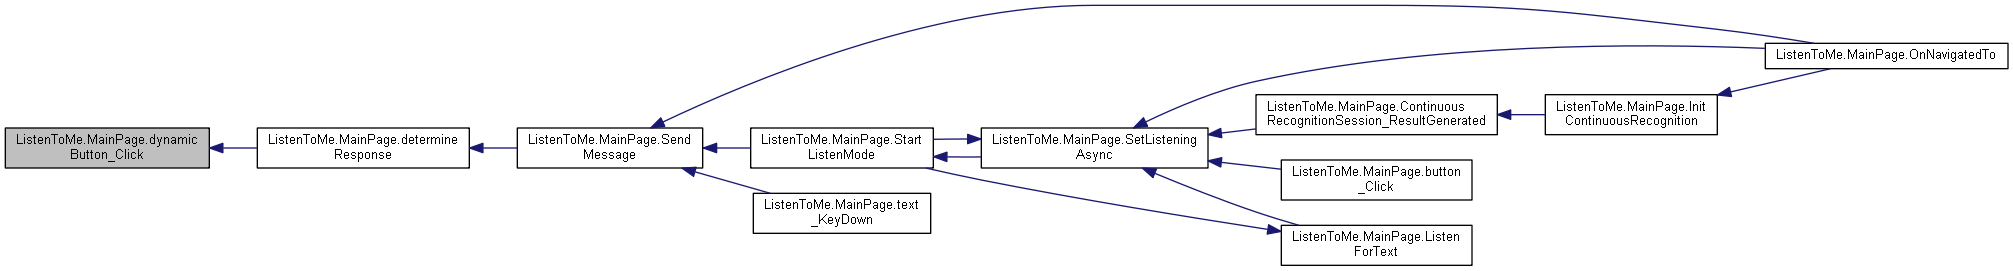 ListenToMe.MainPage.dynamic
Button_Click
ListenToMe.MainPage.determine
Response
ListenToMe.MainPage.Send
Message
ListenToMe.MainPage.Start
ListenMode
ListenToMe.MainPage.text
_KeyDown
ListenToMe.MainPage.SetListening
Async
ListenToMe.MainPage.OnNavigatedTo
ListenToMe.MainPage.Continuous
RecognitionSession_ResultGenerated
ListenToMe.MainPage.Init
ContinuousRecognition
ListenToMe.MainPage.button
_Click
ListenToMe.MainPage.Listen
ForText